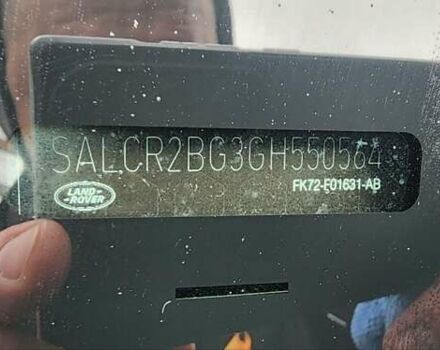 SALCR2BG3GH550564
LAND
ROVER
FK72-F01631-AB